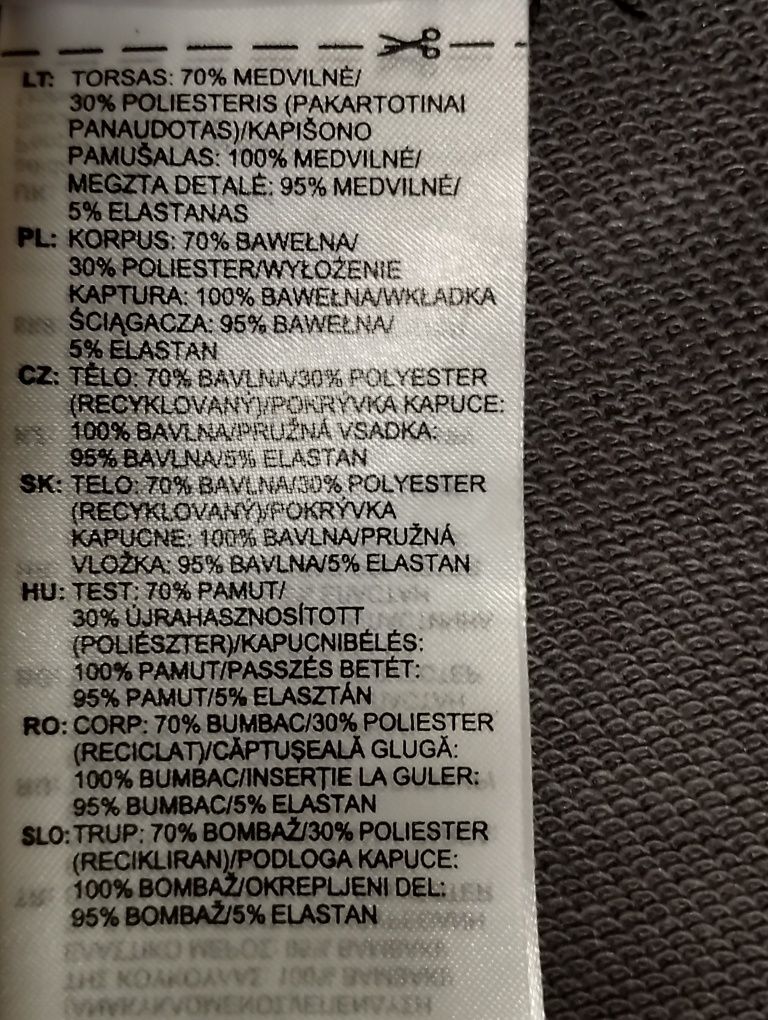 LT: TORSAS: 70% MEDVILNĖ/
30% POLIESTERIS (PAKARTOTINAI
PANAUDOTAS)/KAPIŠONO
PAMUŠALAS: 100% MEDVILNĖ/
MEGZTA DETALĖ: 95% MEDVILNĖ/
5% ELASTANAS
PL: KORPUS: 70% BAWEŁNA/
30% POLIESTER/WYŁOŻENIE
KAPTURA: 100% BAWEŁNA/WKŁADKA
ŚCIĄGACZA: 95% BAWEŁNA/
5% ELASTAN
CZ: TĚLO: 70% BAVLNA/30% POLYESTER
(RECYKLOVANÝ)/POKRÝVKA KAPUCE:
100% BAVLNA/PRUŽNÁ VSADKA:
95% BAVLNA/5% ELASTAN
SK: TELO: 70% BAVLNA/30% POLYESTER
(RECYKLOVANÝ)/POKRÝVKA
KAPUCNE: 100% BAVLNA/PRUŽNÁ
VLOŽKA: 95% BAVLNA/5% ELASTAN
HU: TEST: 70% PAMUT/
30% ÚJRAHASZNOSÍTOTT
(POLIÉSZTER)/KAPUCNIBÉLÉS:
100% PAMUT/PASSZÉS BETÉT:
95% PAMUT/5% ELASZTÁN
RO: CORP: 70% BUMBAC/30% POLIESTER
(RECICLAT)/CĂPTUŞEALĂ GLUGĂ:
100% BUMBAC/INSERŢIE LA GULER:
95% BUMBAC/5% ELASTAN
SLO: TRUP: 70% BOMBAŽ/30% POLIESTER
(RECIKLIRAN)/PODLOGA KAPUCE:
100% BOMBAŽ/OKREPLJENI DEL:
95% BOMBAŽ/5% ELASTAN